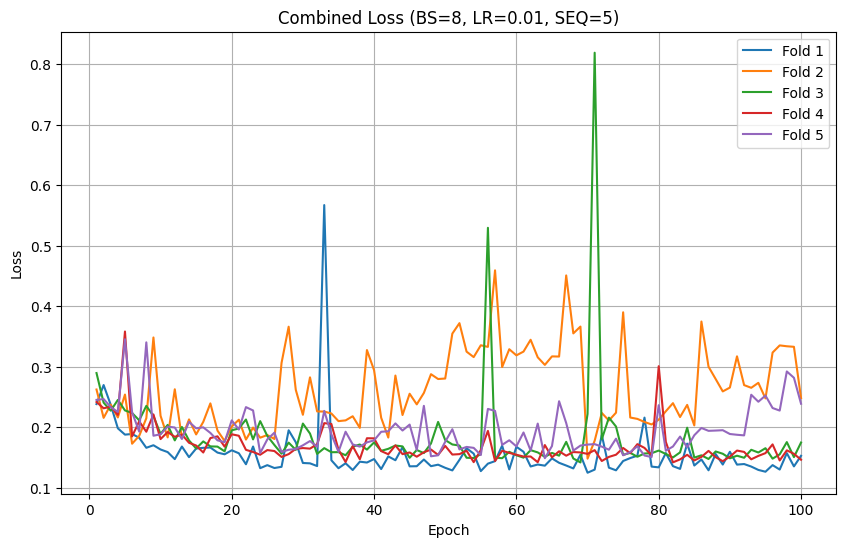 Combined Loss (BS=8, LR=0.01, SEQ=5)
Fold 1
Fold 2
Fold 3
Fold 4
Fold 5
Loss
0.8
0.7
0.6
0.5
0.4
0.3
0.2
0.1
0 20 40 60 80 100
Epoch